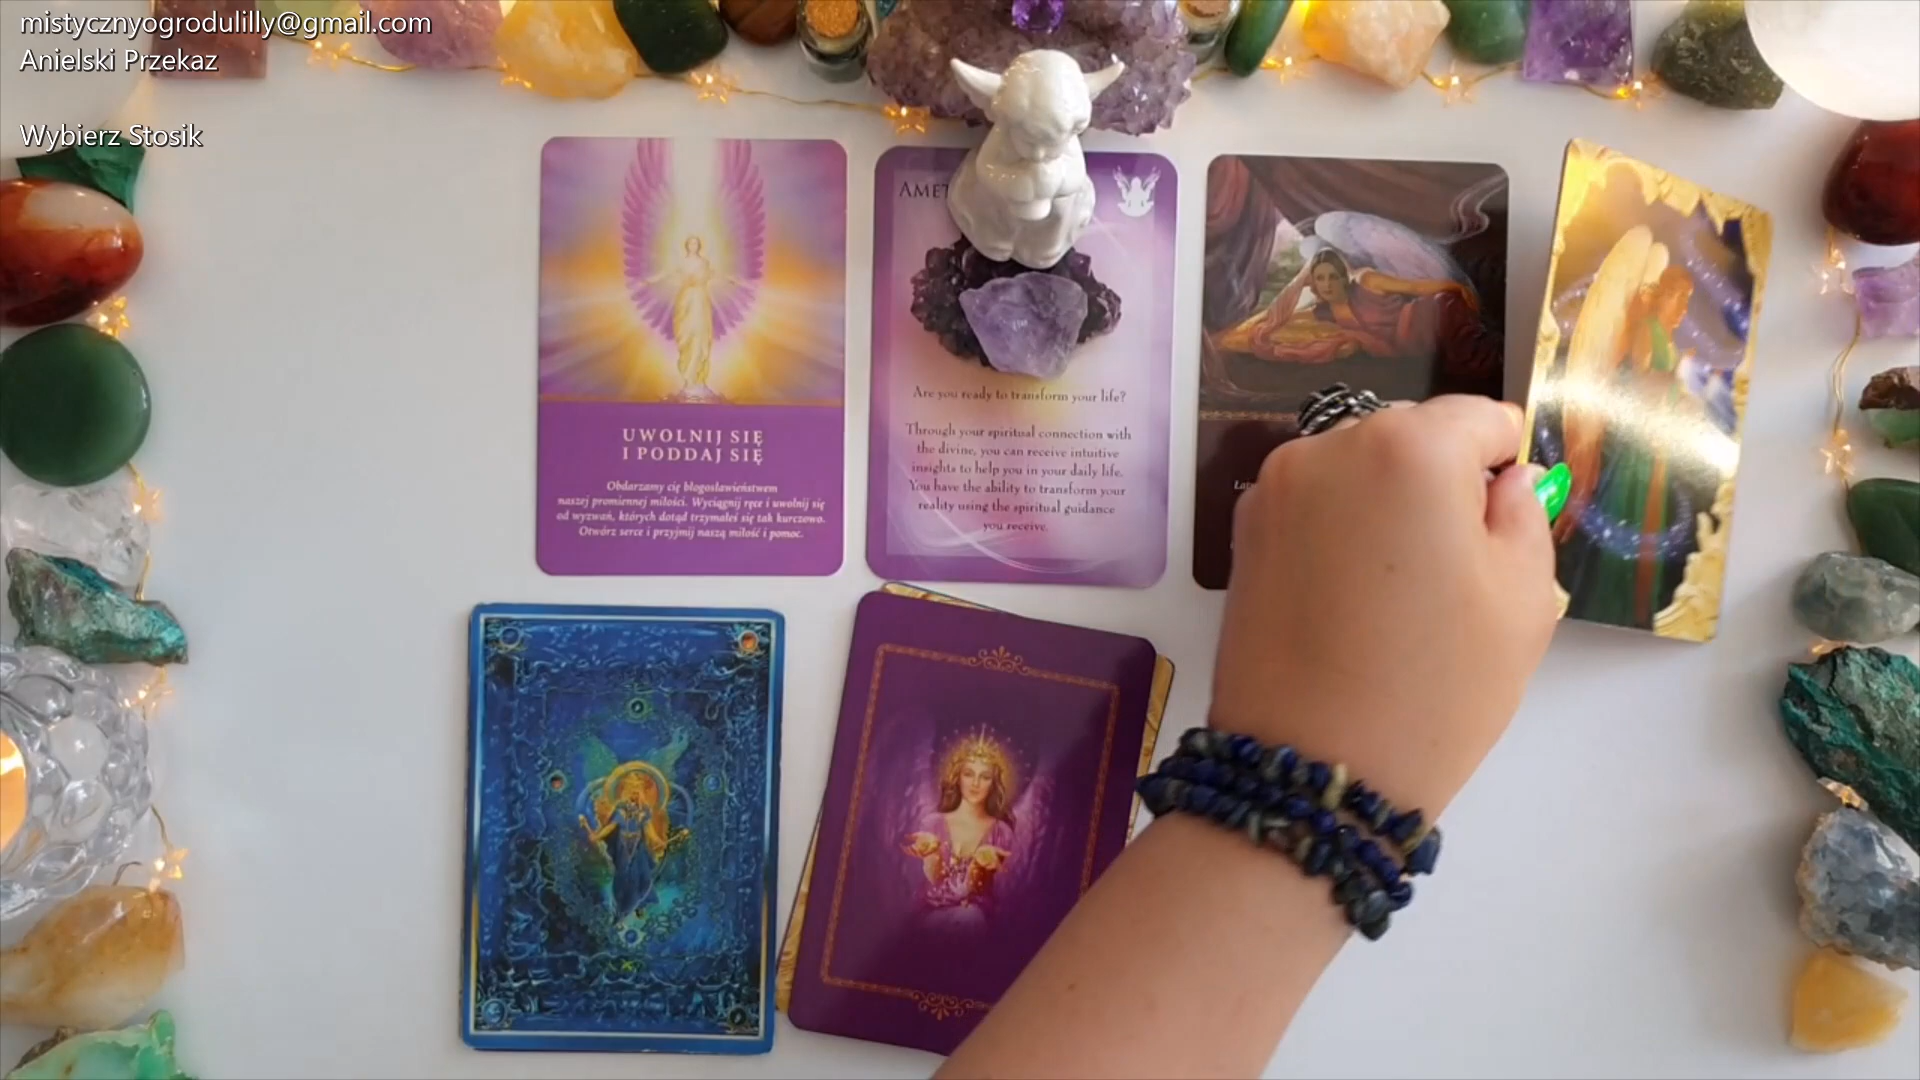 mistycznyogrodulilly@gmail.com
Anielski Przekaz
Wybierz Stosik
UWOLNIJ SIĘ
I PODDAJ SIĘ
Obdarzamy cię błogosławieństwem
naszej promiennej miłości. Wyciągnij ręce i uwolnij się
od wyzwań, których dotąd trzymałeś się tak kurczowo.
Otwórz serce i przyjmij naszą miłość i pomoc.
Are you ready to transform your life?
Through your spiritual connection with
the divine, you can receive intuitive
insights to help you in your daily life.
You have the ability to transform your
reality using the spiritual guidance
you receive.